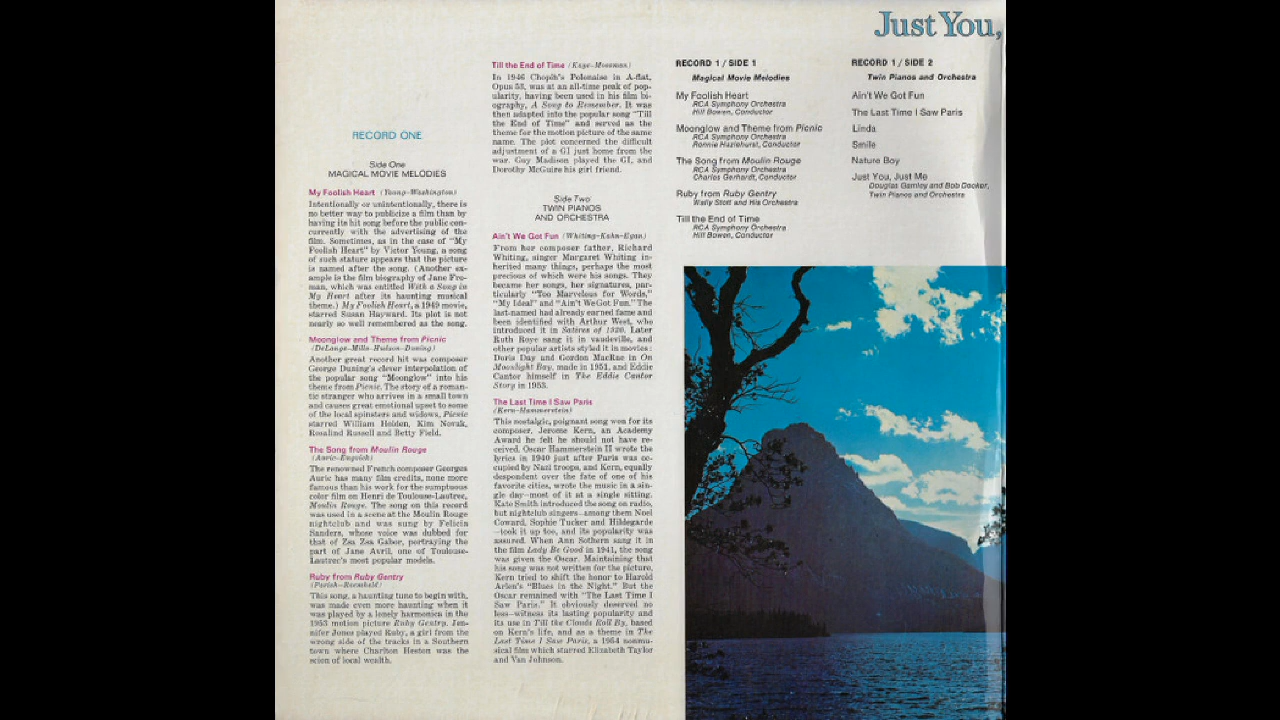 Just You,
RECORD ONE
Side One
MAGICAL MOVIE MELODIES
My Foolish Heart (Young–Washington)
Intentionally or unintentionally, there is
no better way to publicize a film than by
having its hit song before the public con-
currently with the advertising of the
film. Sometimes, as in the case of "My
Foolish Heart" by Victor Young, a song
of such stature appears that the picture
is named after the song. (Another ex-
ample is the film biography of Jane Fro-
man, which was entitled With a Song in
My Heart after its haunting musical
theme.) My Foolish Heart, a 1949 movie,
starred Susan Hayward. Its plot is not
nearly so well remembered as the song.
Moonglow and Theme from Picnic
(DeLange–Mills–Hudson–Duning)
Another great record hit was composer
George Duning's clever interpolation of
the popular song "Moonglow" into his
theme from Picnic. The story of a roman-
tic stranger who arrives in a small town
and causes great emotional upset to some
of the local spinsters and widows, Picnic
starred William Holden, Kim Novak,
Rosalind Russell and Betty Field.
The Song from Moulin Rouge
(Auric–Engvick)
The renowned French composer Georges
Auric has many film credits, none more
famous than his work for the sumptuous
color film on Henri de Toulouse-Lautrec,
Moulin Rouge. The song on this record
was used in a scene at the Moulin Rouge
nightclub and was sung by Felicia
Sanders, whose voice was dubbed for
that of Zsa Zsa Gabor, portraying the
part of Jane Avril, one of Toulouse-
Lautrec's most popular models.
Ruby from Ruby Gentry
(Parish–Roemheld)
This song, a haunting tune to begin with,
was made even more haunting when it
was played by a lonely harmonica in the
1953 motion picture Ruby Gentry. Jen-
nifer Jones played Ruby, a girl from the
wrong side of the tracks in a Southern
town where Charlton Heston was the
scion of local wealth.
Till the End of Time (Kaye–Mossman)
In 1946 Chopin's Polonaise in A-flat,
Opus 53, was at an all-time peak of pop-
ularity, having been used in his film bi-
ography, A Song to Remember. It was
then adapted into the popular song "Till
the End of Time" and served as the
theme for the motion picture of the same
name. The plot concerned the difficult
adjustment of a GI just home from the
war. Guy Madison played the GI, and
Dorothy McGuire his girl friend.
Side Two
TWIN PIANOS
AND ORCHESTRA
Ain't We Got Fun (Whiting–Kahn–Egan)
From her composer father, Richard
Whiting, singer Margaret Whiting in-
herited many things, perhaps the most
precious of which were his songs. They
became her songs, her signatures, par-
ticularly "Too Marvelous for Words,"
"My Ideal" and "Ain't We Got Fun." The
last-named had already earned fame and
been identified with Arthur West, who
introduced it in Satires of 1920. Later
Ruth Roye sang it in vaudeville, and
other popular artists styled it in movies:
Doris Day and Gordon MacRae in On
Moonlight Bay, made in 1951, and Eddie
Cantor himself in The Eddie Cantor
Story in 1953.
The Last Time I Saw Paris
(Kern–Hammerstein)
This nostalgic, poignant song won for its
composer, Jerome Kern, an Academy
Award he felt he should not have re-
ceived. Oscar Hammerstein II wrote the
lyrics in 1940 just after Paris was oc-
cupied by Nazi troops, and Kern, equally
despondent over the fate of one of his
favorite cities, wrote the music in a sin-
gle day—most of it at a single sitting.
Kate Smith introduced the song on radio,
but nightclub singers—among them Noel
Coward, Sophie Tucker and Hildegarde
—took it up too, and its popularity was
assured. When Ann Sothern sang it in
the film Lady Be Good in 1941, the song
was given the Oscar. Maintaining that
his song was not written for the picture,
Kern tried to shift the honor to Harold
Arlen's "Blues in the Night." But the
Oscar remained with "The Last Time I
Saw Paris." It obviously deserved no
less—witness its lasting popularity and
its use in Till the Clouds Roll By, based
on Kern's life, and as a theme in The
Last Time I Saw Paris, a 1954 nonmu-
sical film which starred Elizabeth Taylor
and Van Johnson.
RECORD 1 / SIDE 1
Magical Movie Melodies
My Foolish Heart
RCA Symphony Orchestra
Hill Bowen, Conductor
Moonglow and Theme from Picnic
RCA Symphony Orchestra
Ronnie Hazlehurst, Conductor
The Song from Moulin Rouge
RCA Symphony Orchestra
Charles Gerhardt, Conductor
Ruby from Ruby Gentry
Wally Stott and His Orchestra
Till the End of Time
RCA Symphony Orchestra
Hill Bowen, Conductor
RECORD 1 / SIDE 2
Twin Pianos and Orchestra
Ain't We Got Fun
The Last Time I Saw Paris
Linda
Smile
Nature Boy
Just You, Just Me
Douglas Gamley and Bob Docker,
Twin Pianos and Orchestra